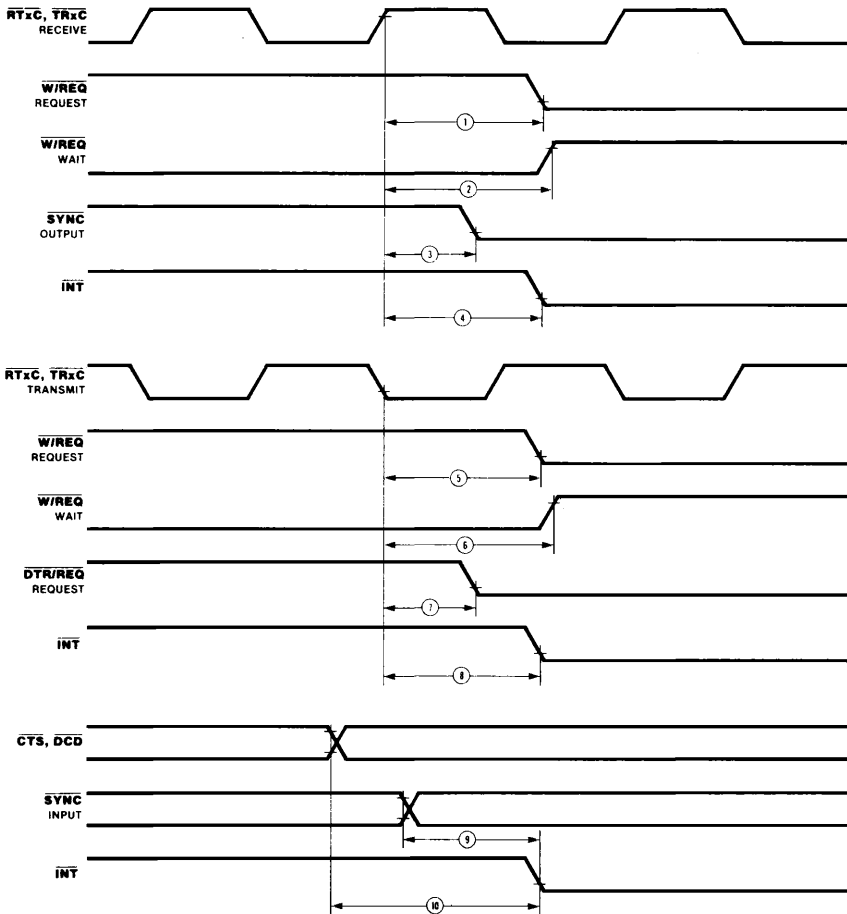 RTxC, TRxC
RECEIVE
W/REQ
REQUEST
1
W/REQ
WAIT
2
SYNC
OUTPUT
3
INT
4
RTxC, TRxC
TRANSMIT
W/REQ
REQUEST
5
W/REQ
WAIT
6
DTR/REQ
REQUEST
7
INT
8
CTS, DCD
SYNC
INPUT
9
INT
10